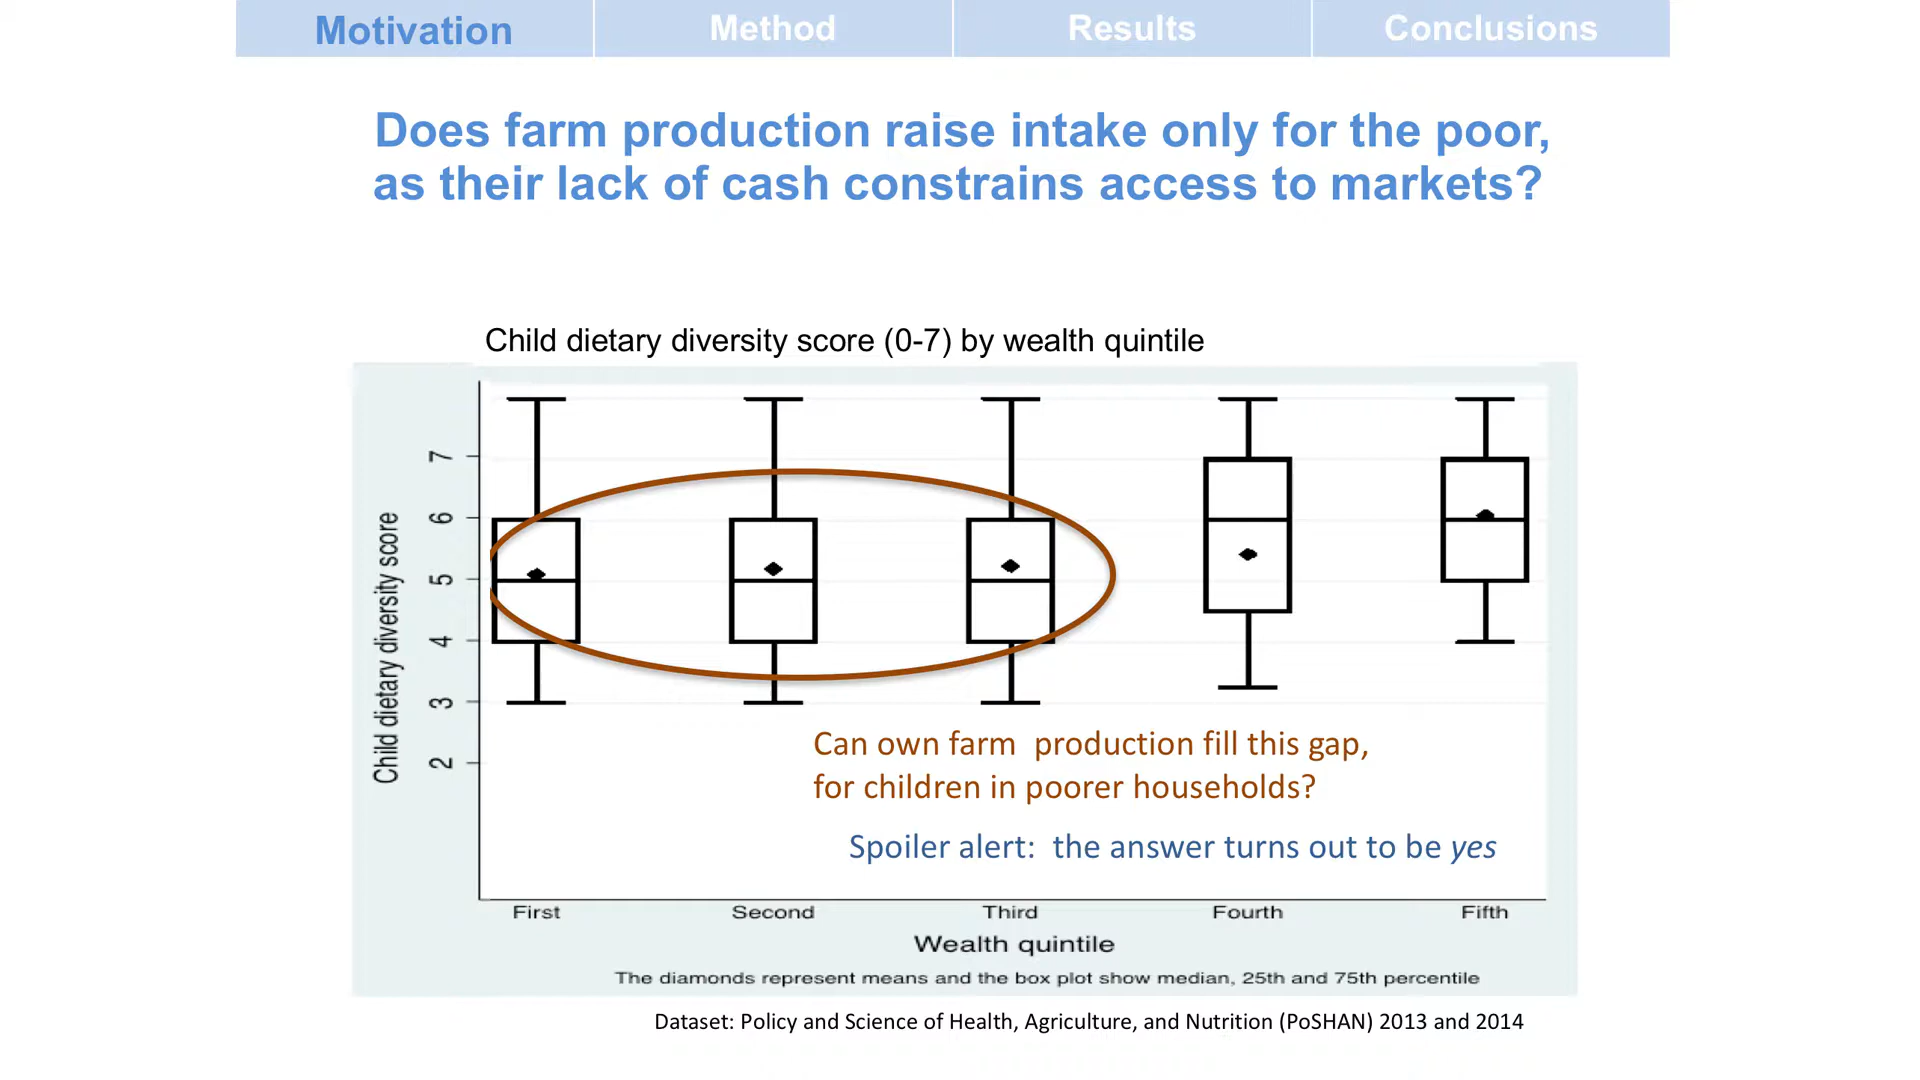 Motivation
Method
Results
Conclusions
Does farm production raise intake only for the poor,
as their lack of cash constrains access to markets?
Child dietary diversity score (0-7) by wealth quintile
Child dietary diversity score
7
6
5
4
3
2
Can own farm production fill this gap,
for children in poorer households?
Spoiler alert: the answer turns out to be yes
First
Second
Third
Fourth
Fifth
Wealth quintile
The diamonds represent means and the box plot show median, 25th and 75th percentile
Dataset: Policy and Science of Health, Agriculture, and Nutrition (PoSHAN) 2013 and 2014